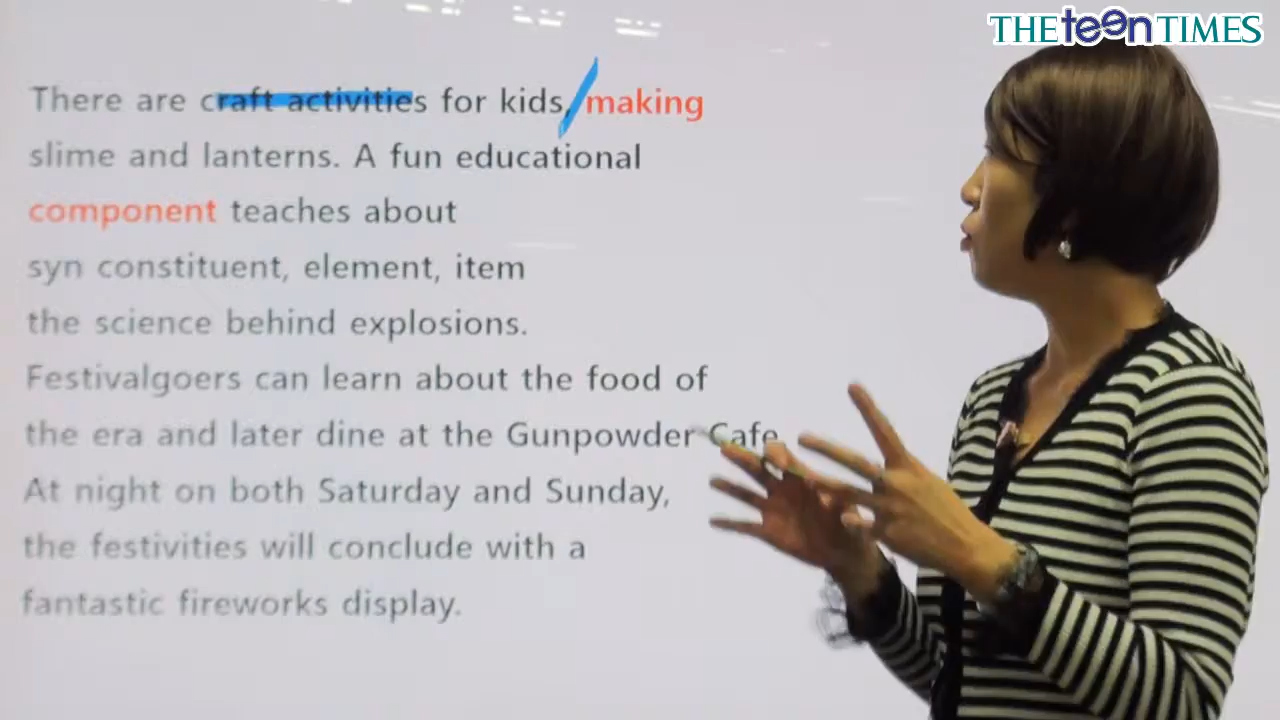 THE teen TIMES
There are craft activities for kids, making
slime and lanterns. A fun educational
component teaches about
syn constituent, element, item
the science behind explosions.
Festivalgoers can learn about the food of
the era and later dine at the Gunpowder Cafe.
At night on both Saturday and Sunday,
the festivities will conclude with a
fantastic fireworks display.